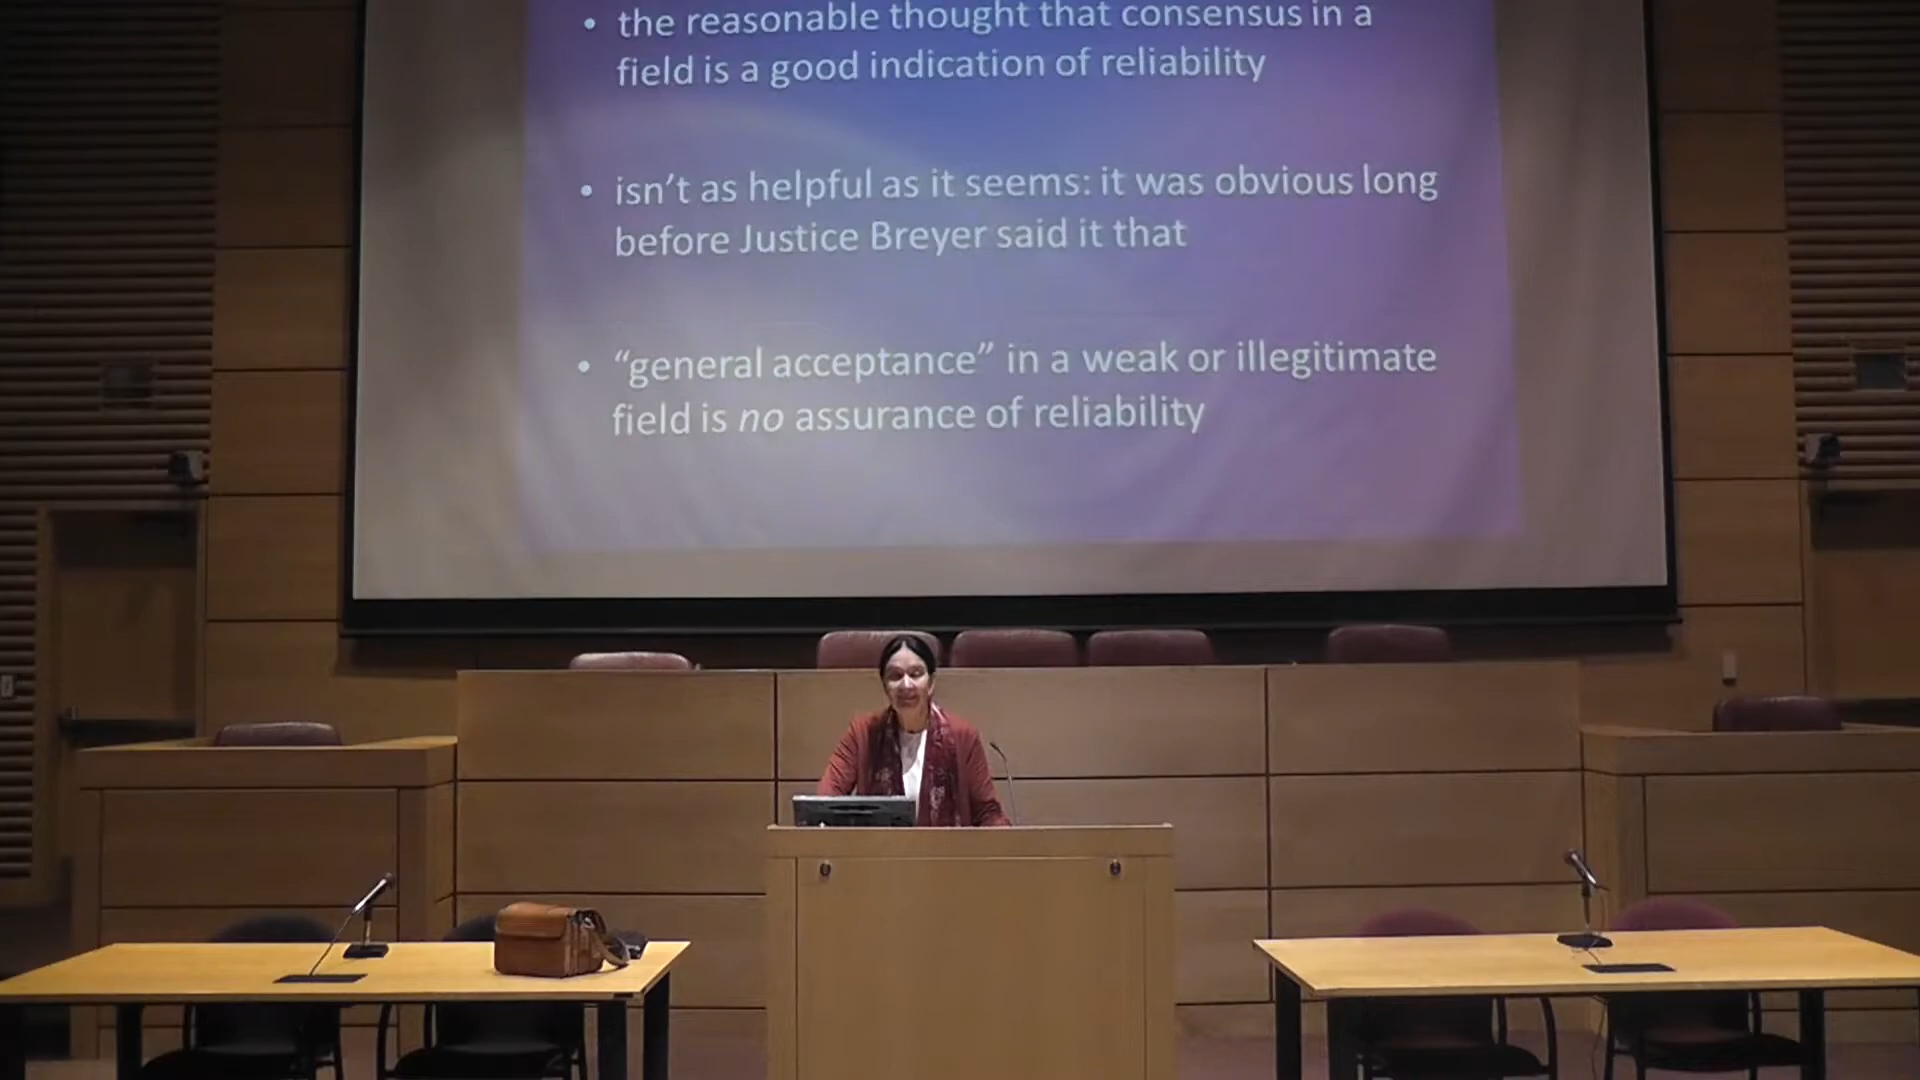 • the reasonable thought that consensus in a
field is a good indication of reliability
• isn’t as helpful as it seems: it was obvious long
before Justice Breyer said it that
• “general acceptance” in a weak or illegitimate
field is no assurance of reliability